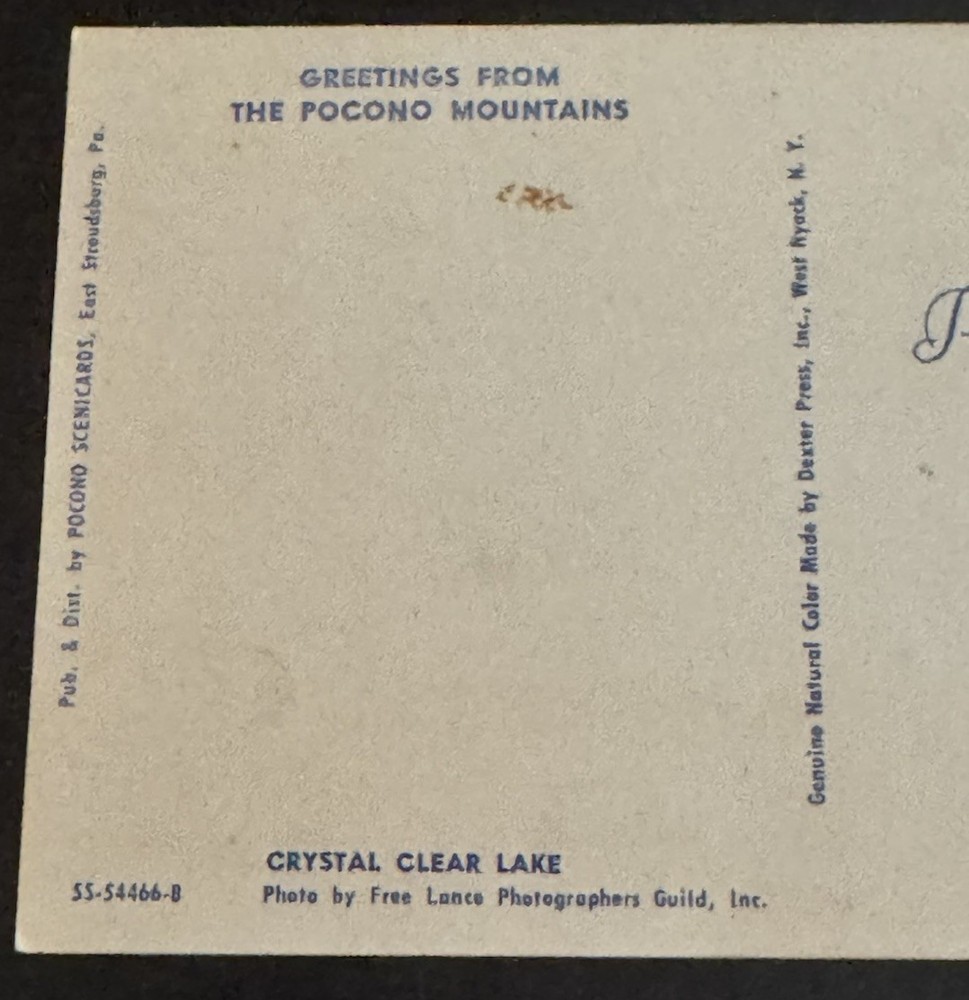 GREETINGS FROM
THE POCONO MOUNTAINS
Pub. & Dist. by POCONO SCENICARDS, East Stroudsburg, Pa.
Genuine Natural Color Made by Dexter Press, Inc., West Nyack, N. Y.
CRYSTAL CLEAR LAKE
SS-54466-B
Photo by Free Lance Photographers Guild, Inc.